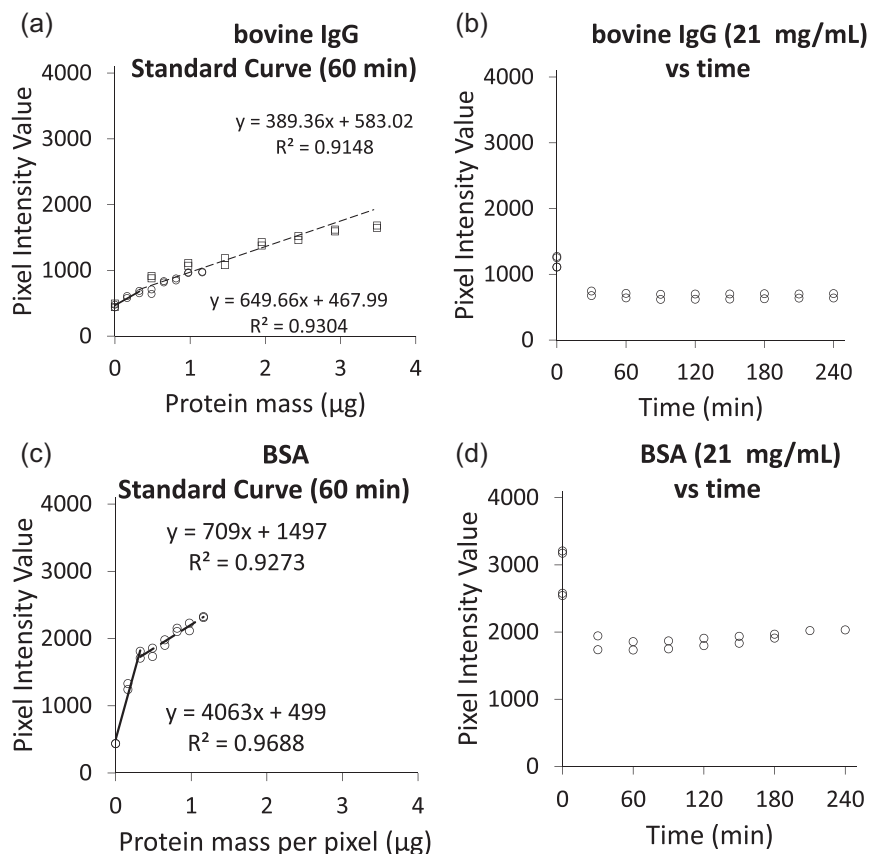 (a)
bovine IgG
Standard Curve (60 min)
Pixel Intensity Value
4000
3000
2000
1000
0
y = 389.36x + 583.02
R² = 0.9148
y = 649.66x + 467.99
R² = 0.9304
0 1 2 3 4
Protein mass (µg)
(b)
bovine IgG (21 mg/mL)
vs time
Pixel Intensity Value
4000
3000
2000
1000
0
0 60 120 180 240
Time (min)
(c)
BSA
Standard Curve (60 min)
Pixel Intensity Value
4000
3000
2000
1000
0
y = 709x + 1497
R² = 0.9273
y = 4063x + 499
R² = 0.9688
0 1 2 3 4
Protein mass per pixel (µg)
(d)
BSA (21 mg/mL)
vs time
Pixel Intensity Value
4000
3000
2000
1000
0
0 60 120 180 240
Time (min)